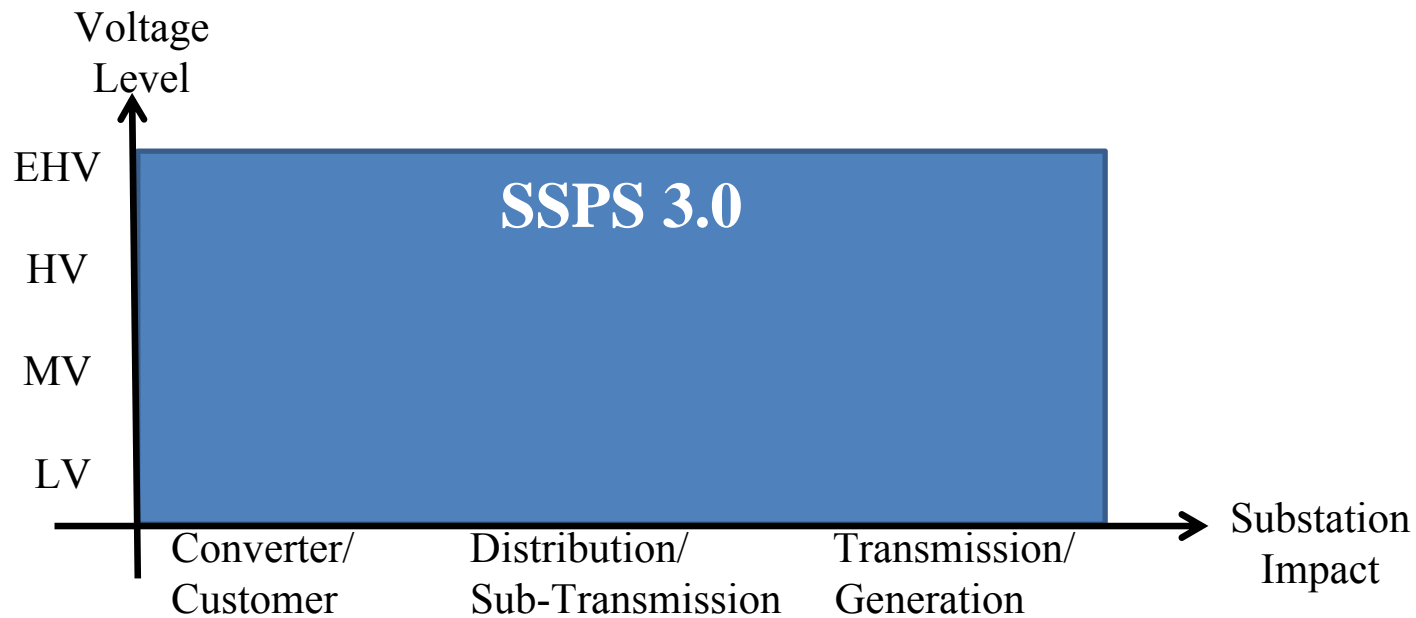 Voltage
Level
EHV
SSPS 3.0
HV
MV
LV
Substation
Impact
Converter/
Customer
Distribution/
Sub-Transmission
Transmission/
Generation